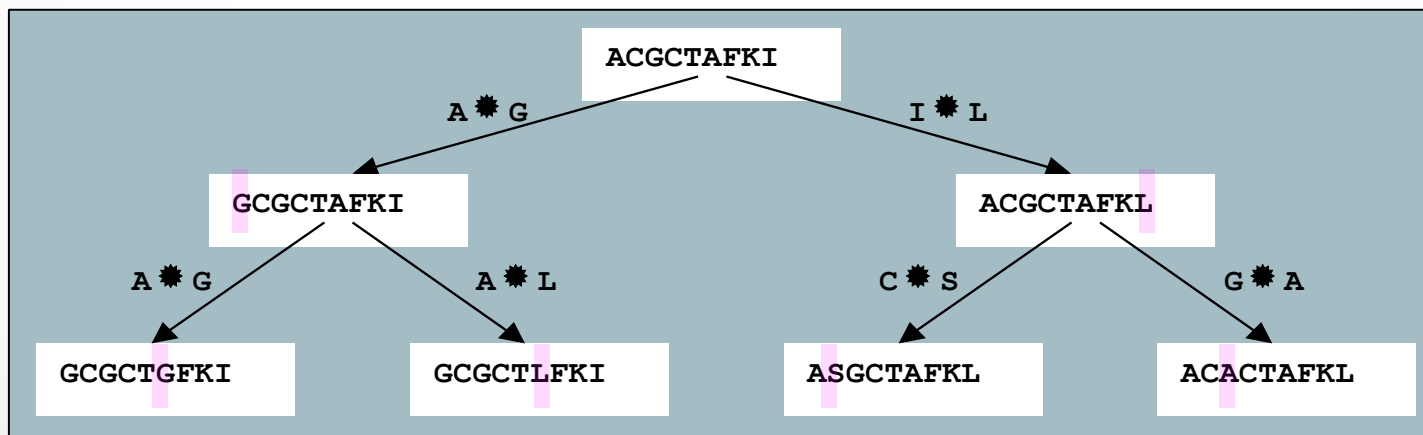 ACGCTAFKI
A ✹ G
I ✹ L
GCGCTAFKI
ACGCTAFKL
A ✹ G
A ✹ L
C ✹ S
G ✹ A
GCGCTGFKI
GCGCTLFKI
ASGCTAFKL
ACACTAFKL